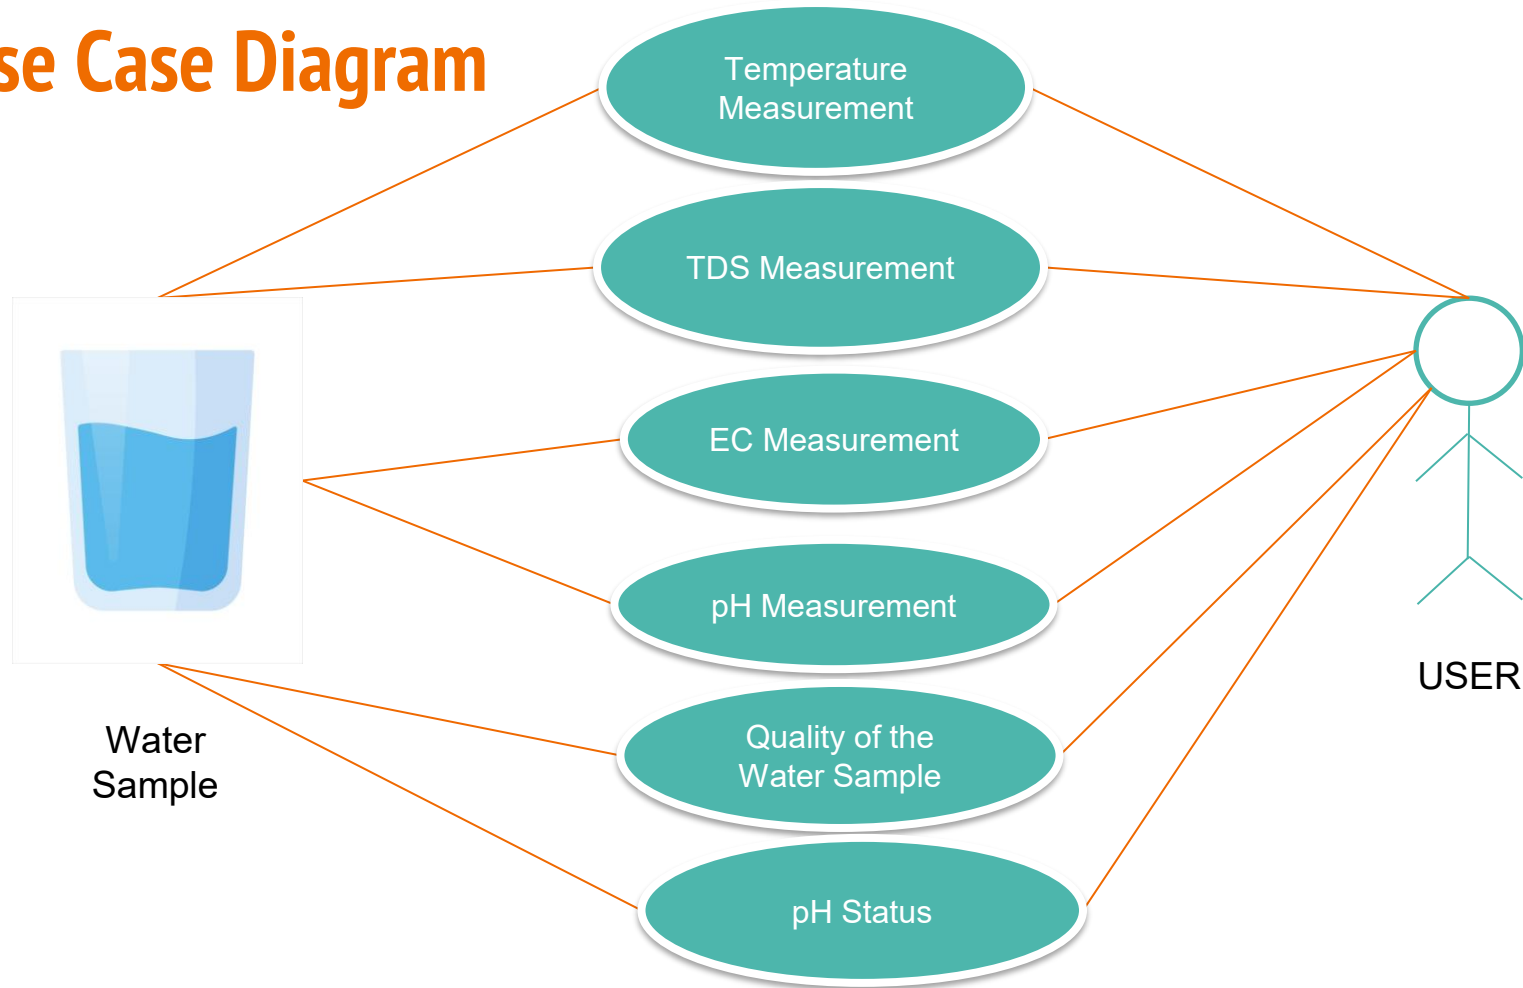 se Case Diagram
Temperature
Measurement
TDS Measurement
EC Measurement
pH Measurement
USER
Quality of the
Water Sample
Water
Sample
pH Status